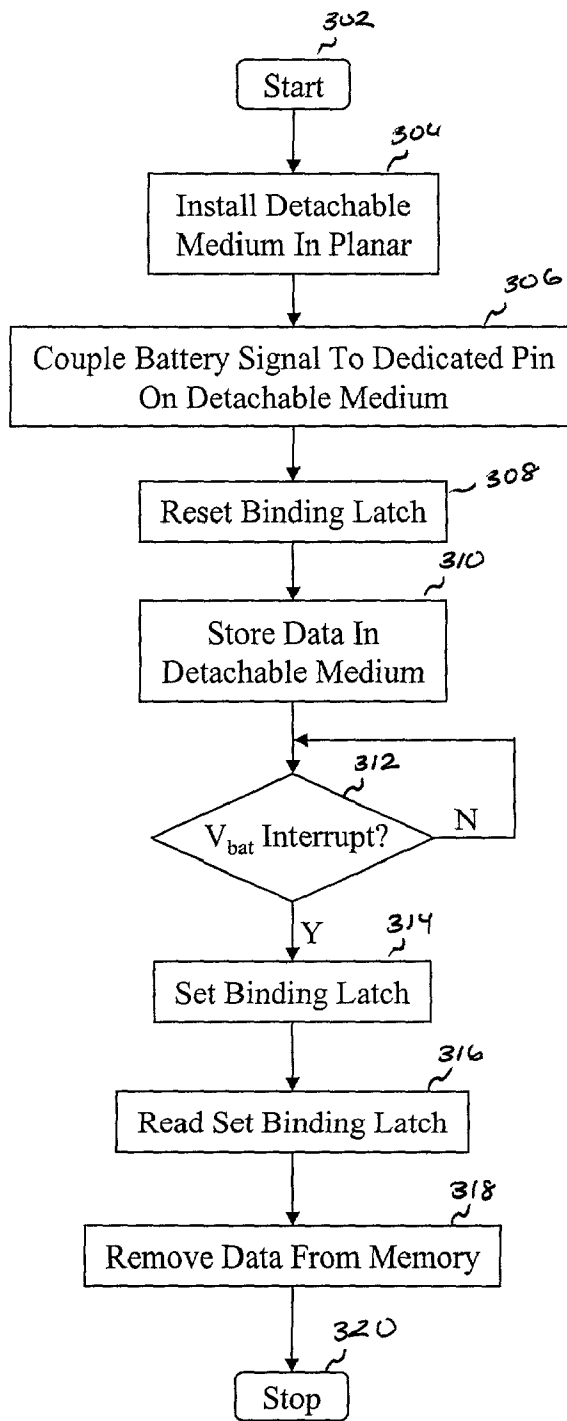 302
Start
304
Install Detachable
Medium In Planar
306
Couple Battery Signal To Dedicated Pin
On Detachable Medium
308
Reset Binding Latch
310
Store Data In
Detachable Medium
312
Vbat Interrupt?
N
Y
314
Set Binding Latch
316
Read Set Binding Latch
318
Remove Data From Memory
320
Stop